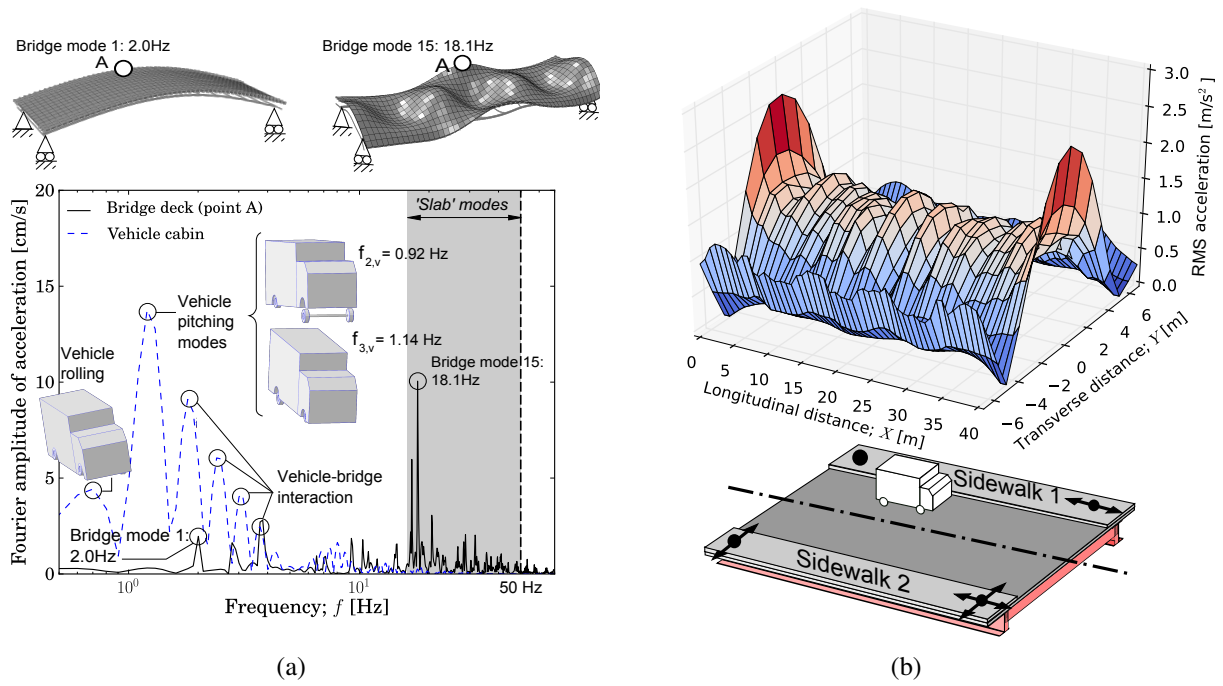 Bridge mode 1: 2.0Hz
A
Bridge mode 15: 18.1Hz
A
Fourier amplitude of acceleration [cm/s]
20
15
10
5
0
Bridge deck (point A)
Vehicle cabin
'Slab' modes
f2,v = 0.92 Hz
f3,v = 1.14 Hz
Vehicle
pitching
modes
Vehicle
rolling
Bridge mode 15:
18.1Hz
Vehicle-bridge
interaction
Bridge mode 1:
2.0Hz
10^0
10^1
50 Hz
Frequency; f [Hz]
(a)
RMS acceleration [m/s²]
3.0
2.5
2.0
1.5
1.0
0.5
0.0
0
5
10
15
20
25
30
35
40
Longitudinal distance; X [m]
−6
−4
−2
0
2
4
6
Transverse distance; Y [m]
Sidewalk 1
Sidewalk 2
(b)